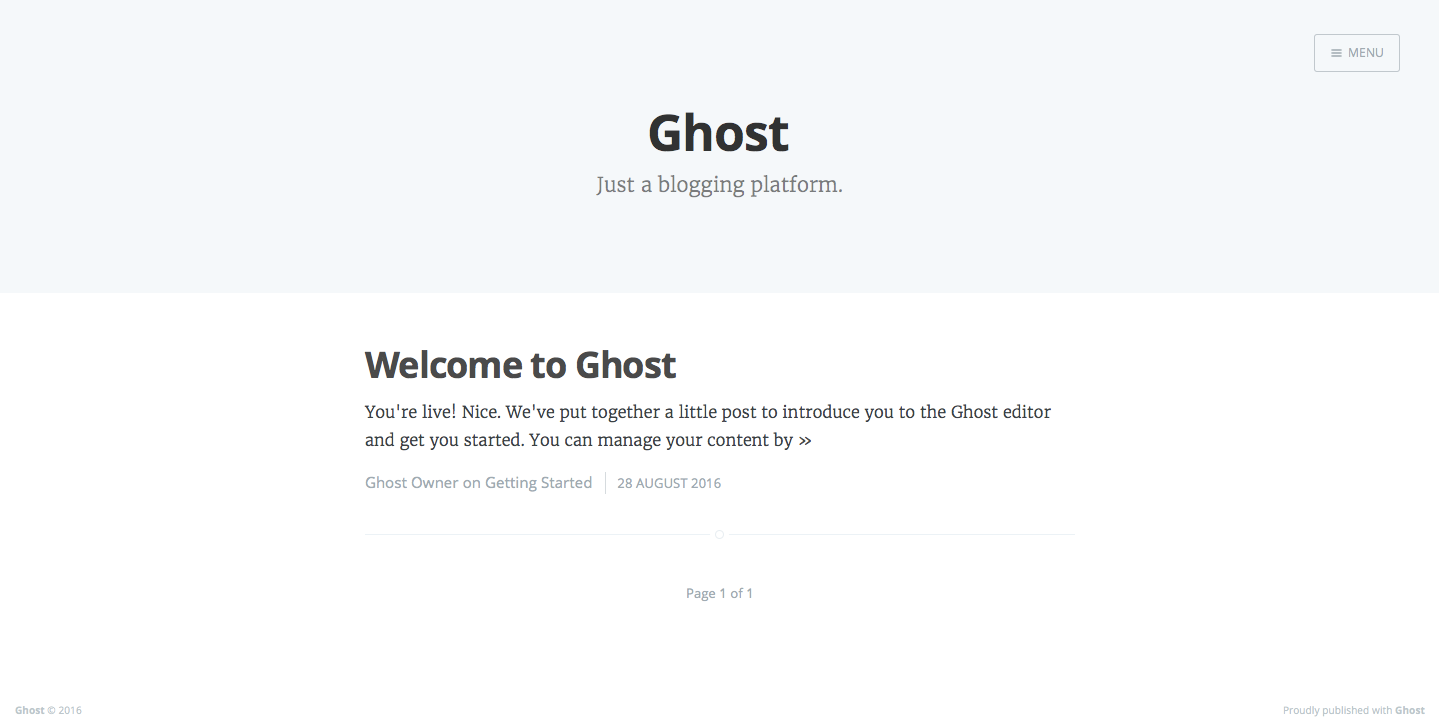 MENU
Ghost
Just a blogging platform.
Welcome to Ghost
You're live! Nice. We've put together a little post to introduce you to the Ghost editor
and get you started. You can manage your content by »
Ghost Owner on Getting Started 28 AUGUST 2016
Page 1 of 1
Ghost © 2016
Proudly published with Ghost